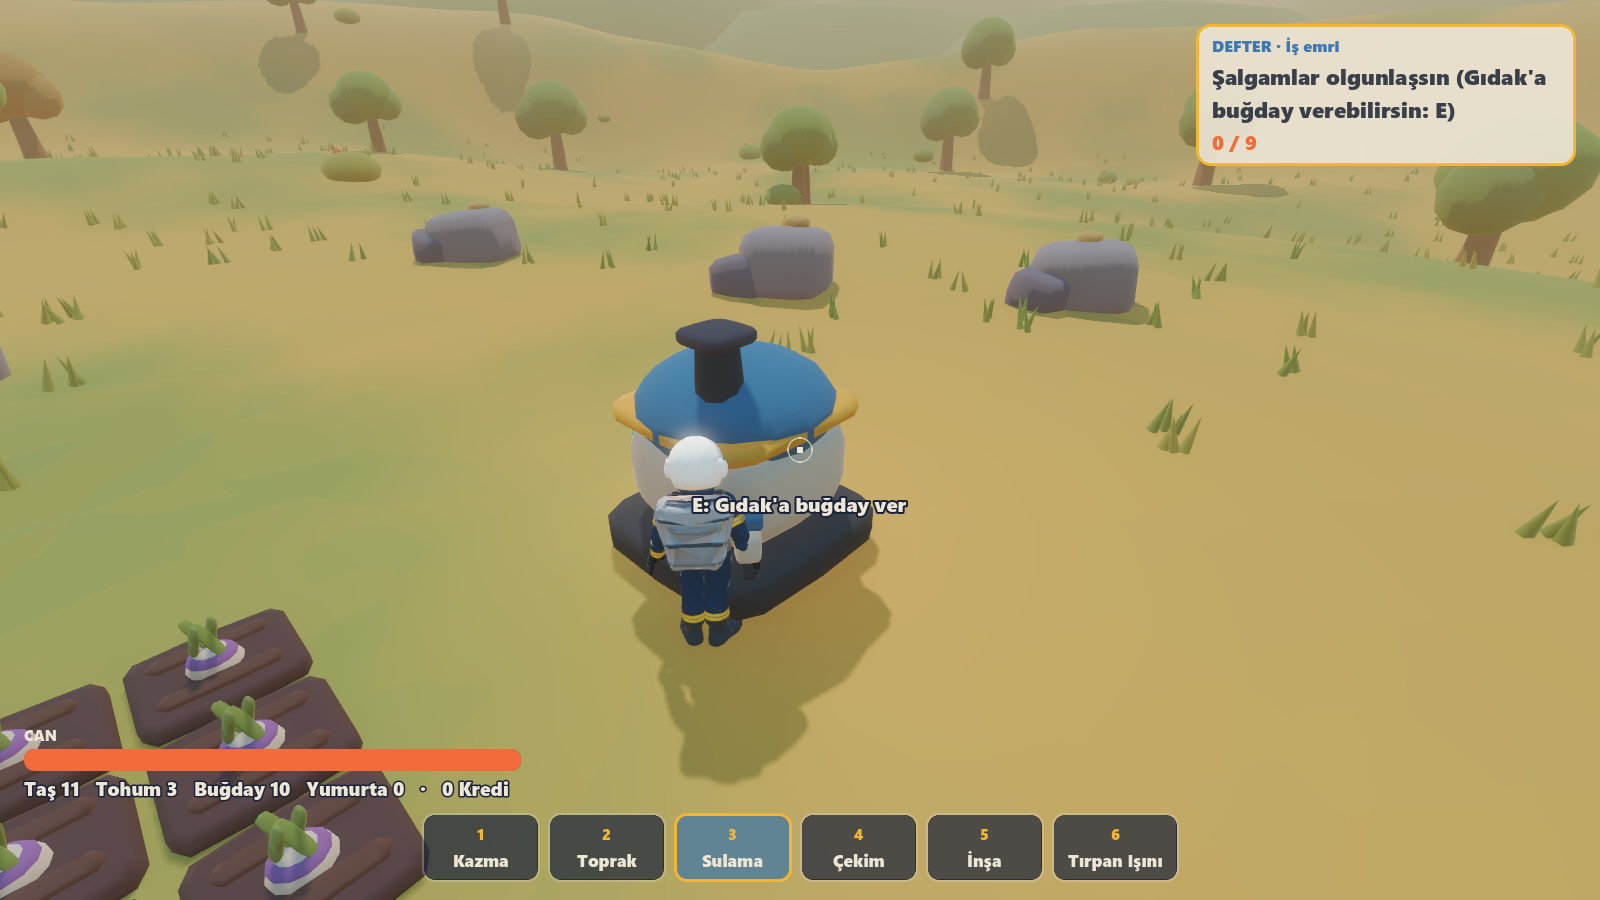 DEFTER · İş emri
Şalgamlar olgunlaşsın (Gıdak'a
buğday verebilirsin: E)
0 / 9
E: Gıdak'a buğday ver
CAN
Taş 11 Tohum 3 Buğday 10 Yumurta 0 · 0 Kredi
1 2 3 4 5 6
Kazma Toprak Sulama Çekim İnşa Tırpan Işını